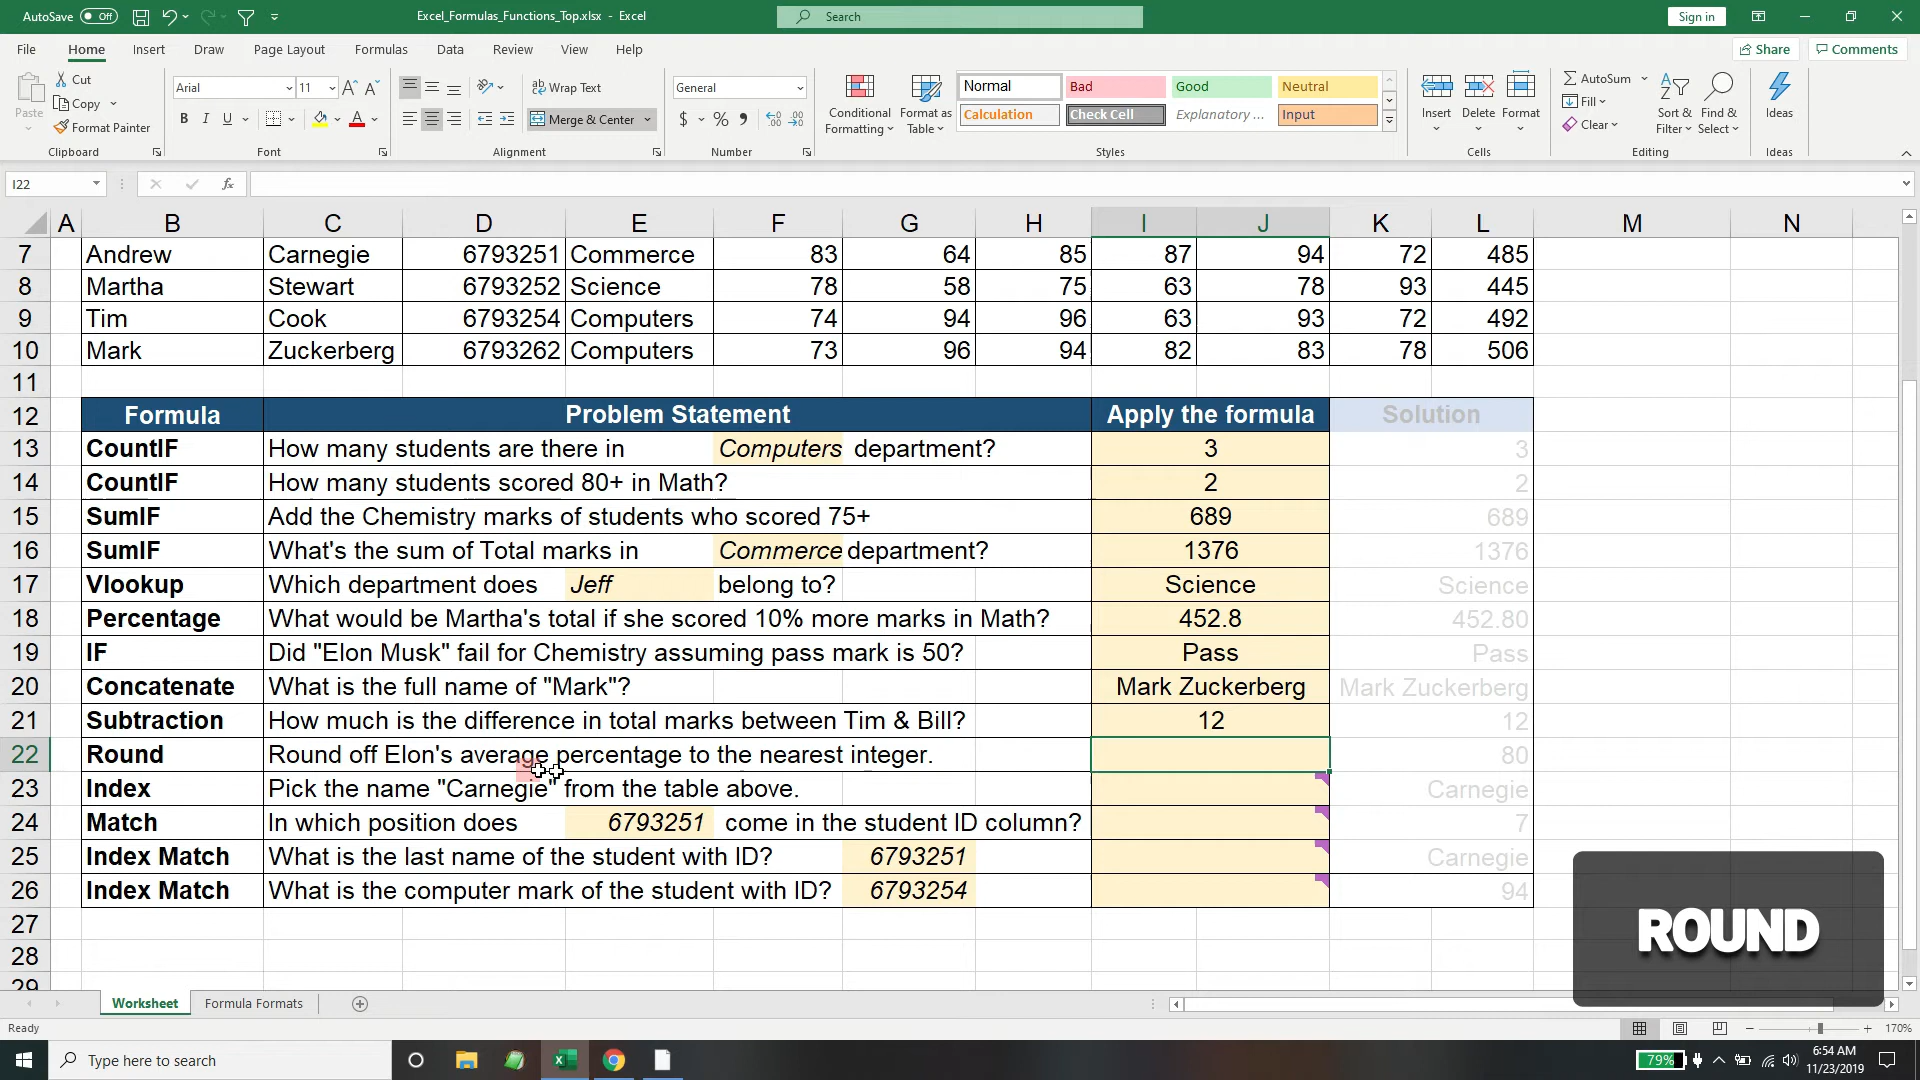 AutoSave Off Excel_Formulas_Functions_Top.xlsx - Excel Search Sign in
File Home Insert Draw Page Layout Formulas Data Review View Help Share Comments
Paste Cut Copy Format Painter Clipboard
Arial 11 A A B I U A Font
Wrap Text Merge & Center Alignment
General $ % Number
Conditional Formatting Format as Table Normal Bad Good Neutral Calculation Check Cell Explanatory ... Input Styles
Insert Delete Format Cells
AutoSum Fill Clear Sort & Filter Find & Select Editing
Ideas Ideas
I22 fx
A B C D E F G H I J K L M N
7 Andrew Carnegie 6793251 Commerce 83 64 85 87 94 72 485
8 Martha Stewart 6793252 Science 78 58 75 63 78 93 445
9 Tim Cook 6793254 Computers 74 94 96 63 93 72 492
10 Mark Zuckerberg 6793262 Computers 73 96 94 82 83 78 506
11
12 Formula Problem Statement Apply the formula Solution
13 CountIF How many students are there in Computers department? 3 3
14 CountIF How many students scored 80+ in Math? 2 2
15 SumIF Add the Chemistry marks of students who scored 75+ 689 689
16 SumIF What's the sum of Total marks in Commerce department? 1376 1376
17 Vlookup Which department does Jeff belong to? Science Science
18 Percentage What would be Martha's total if she scored 10% more marks in Math? 452.8 452.80
19 IF Did "Elon Musk" fail for Chemistry assuming pass mark is 50? Pass Pass
20 Concatenate What is the full name of "Mark"? Mark Zuckerberg Mark Zuckerberg
21 Subtraction How much is the difference in total marks between Tim & Bill? 12 12
22 Round Round off Elon's average percentage to the nearest integer. 80
23 Index Pick the name "Carnegie" from the table above. Carnegie
24 Match In which position does 6793251 come in the student ID column? 7
25 Index Match What is the last name of the student with ID? 6793251 Carnegie
26 Index Match What is the computer mark of the student with ID? 6793254 94
27
28
29
ROUND
Worksheet Formula Formats
Ready 170%
Type here to search 79% 6:54 AM
11/23/2019